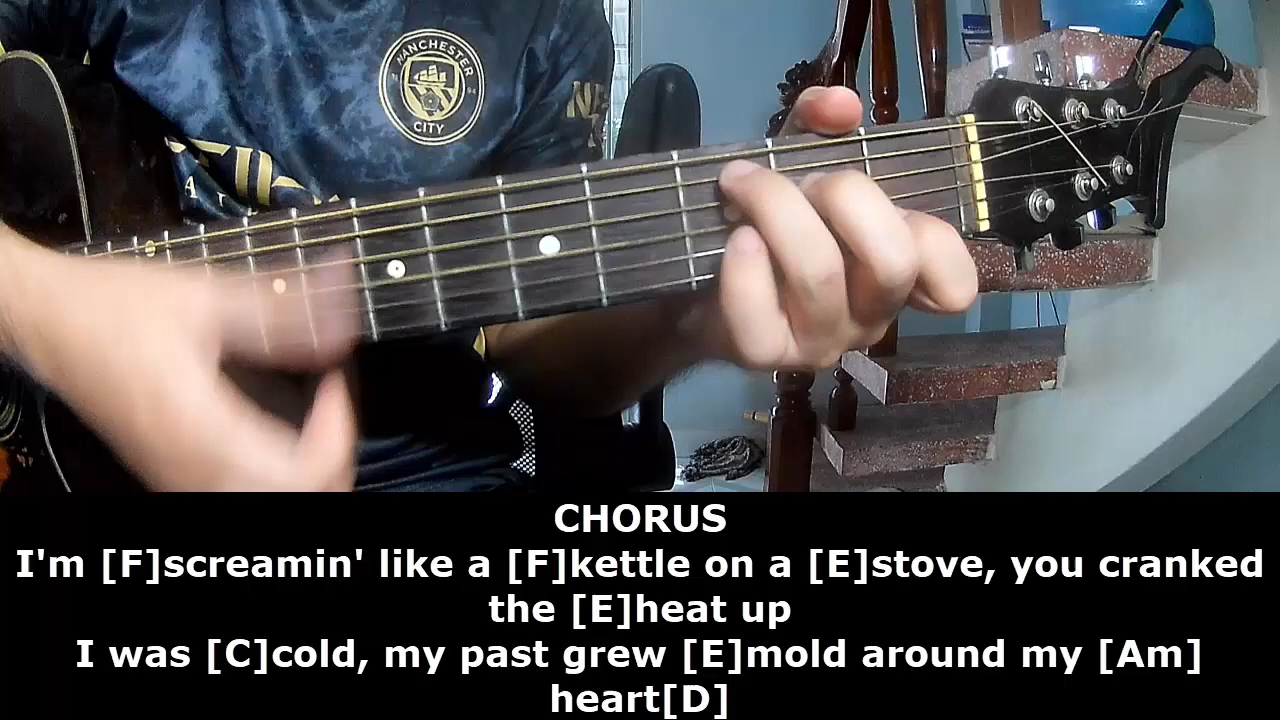 MANCHESTER
CITY
CHORUS
I'm [F]screamin' like a [F]kettle on a [E]stove, you cranked
the [E]heat up
I was [C]cold, my past grew [E]mold around my [Am]
heart[D]